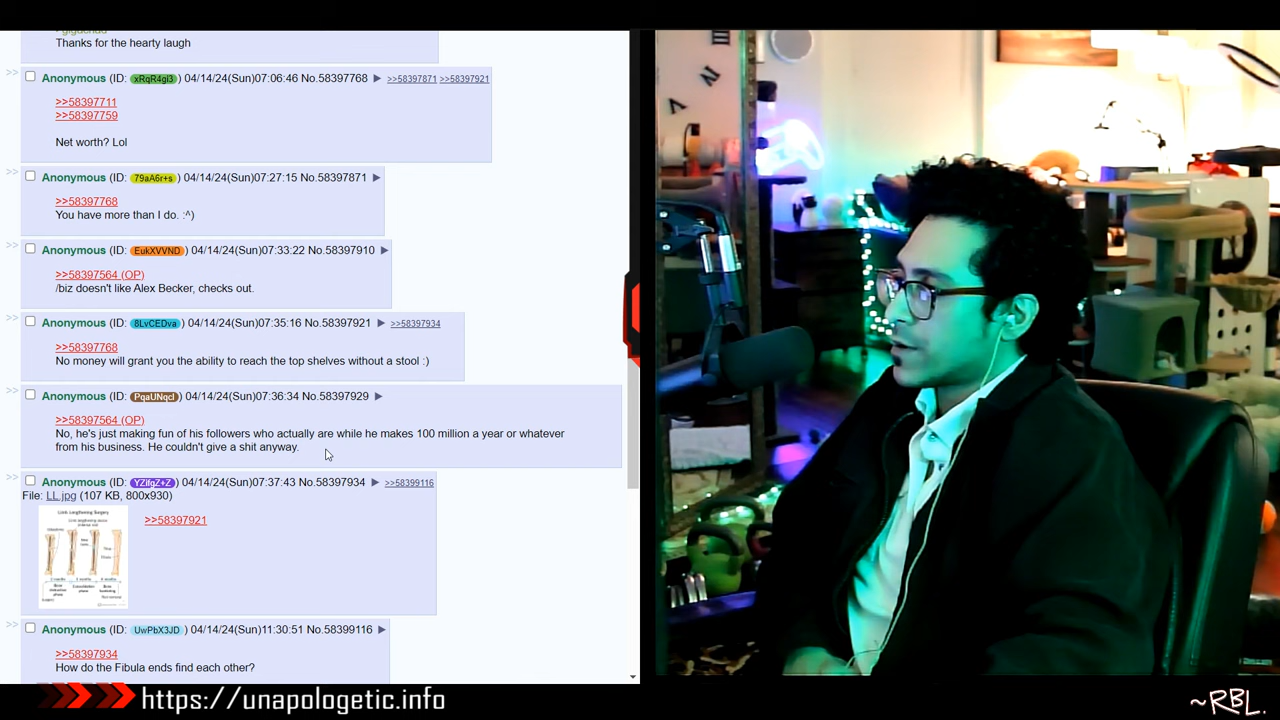 Thanks for the hearty laugh
>> Anonymous (ID: xRqR4gl3) 04/14/24(Sun)07:06:46 No.58397768 ▶ >>58397871 >>58397921
>>58397711
>>58397759
Net worth? Lol
>> Anonymous (ID: 79aA6r+s) 04/14/24(Sun)07:27:15 No.58397871 ▶
>>58397768
You have more than I do. :^)
>> Anonymous (ID: EukXVVND) 04/14/24(Sun)07:33:22 No.58397910 ▶
>>58397564 (OP)
/biz doesn't like Alex Becker, checks out.
>> Anonymous (ID: 8LvCEDva) 04/14/24(Sun)07:35:16 No.58397921 ▶ >>58397934
>>58397768
No money will grant you the ability to reach the top shelves without a stool :)
>> Anonymous (ID: PqaUNqcI) 04/14/24(Sun)07:36:34 No.58397929 ▶
>>58397564 (OP)
No, he's just making fun of his followers who actually are while he makes 100 million a year or whatever
from his business. He couldn't give a shit anyway.
>> Anonymous (ID: YZifgZ+Z) 04/14/24(Sun)07:37:43 No.58397934 ▶ >>58399116
File: LL.jpg (107 KB, 800x930)
>>58397921
Limb Lengthening Surgery
>> Anonymous (ID: UwPbX3JD) 04/14/24(Sun)11:30:51 No.58399116 ▶
>>58397934
How do the Fibula ends find each other?
https://unapologetic.info
~RBL.